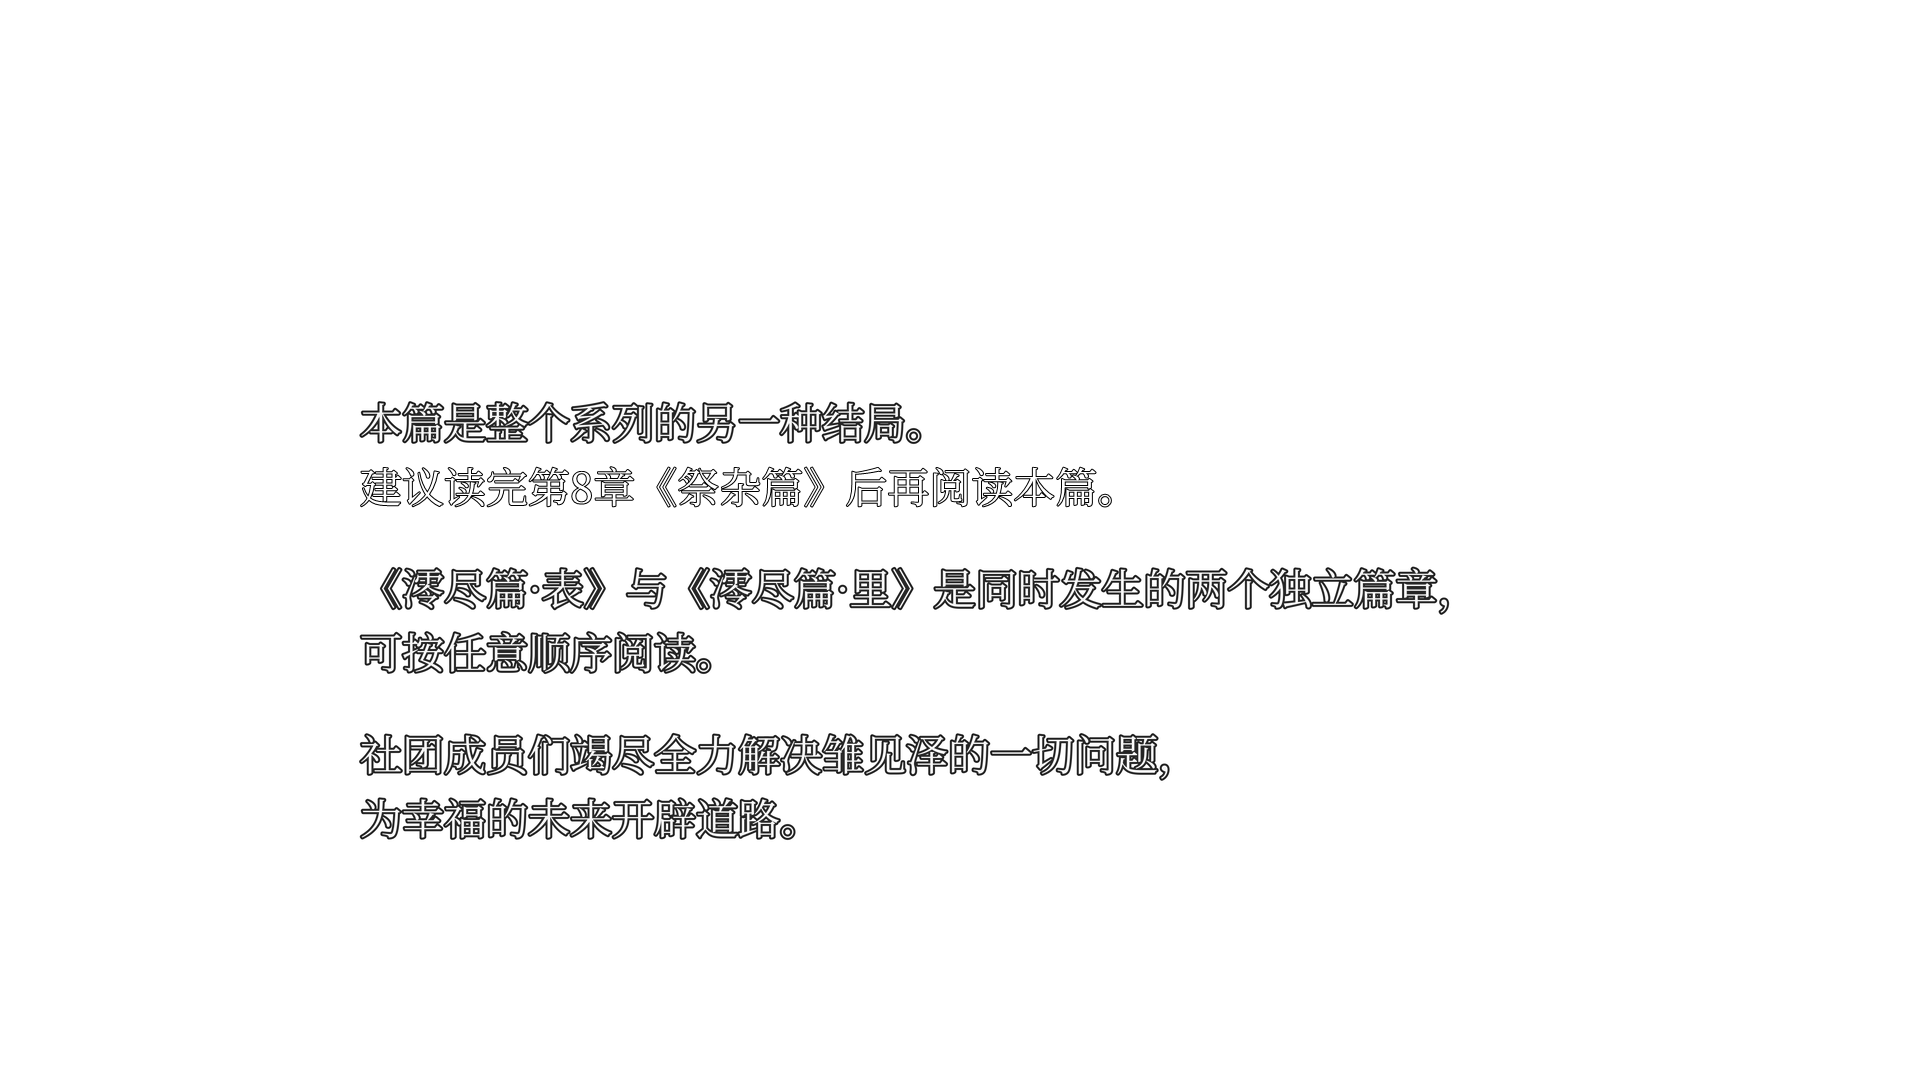 本篇是整个系列的另一种结局。
建议读完第8章《祭杂篇》后再阅读本篇。
《澪尽篇·表》与《澪尽篇·里》是同时发生的两个独立篇章，
可按任意顺序阅读。
社团成员们竭尽全力解决雏见泽的一切问题，
为幸福的未来开辟道路。